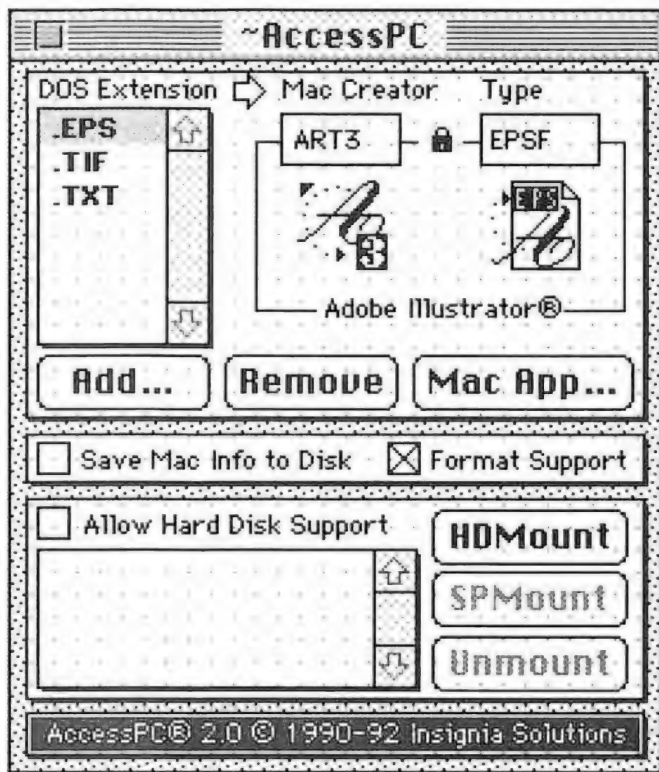 ~AccessPC
DOS Extension Mac Creator Type
.EPS
.TIF
.TXT
ART3 EPSF
EPS
Adobe Illustrator®
Add... Remove Mac App...
Save Mac Info to Disk Format Support
Allow Hard Disk Support
HDMount
SPMount
Unmount
AccessPC® 2.0 © 1990-92 Insignia Solutions